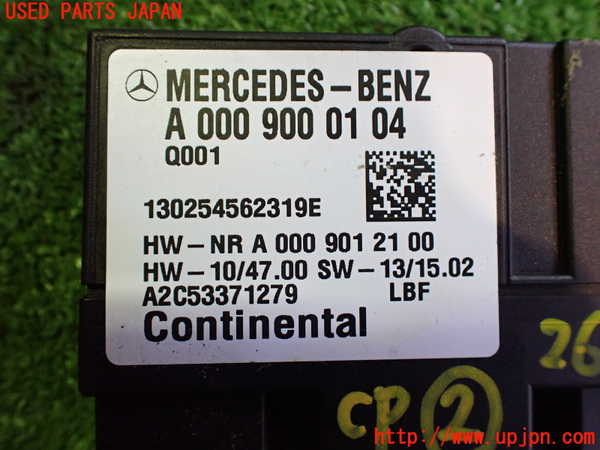 USED PARTS JAPAN
MERCEDES-BENZ
A 000 900 01 04
Q001
130254562319E
HW-NR A 000 901 21 00
HW-10/47.00 SW-13/15.02
A2C53371279 LBF
Continental
26
CP 2
http://www.upjpn.com